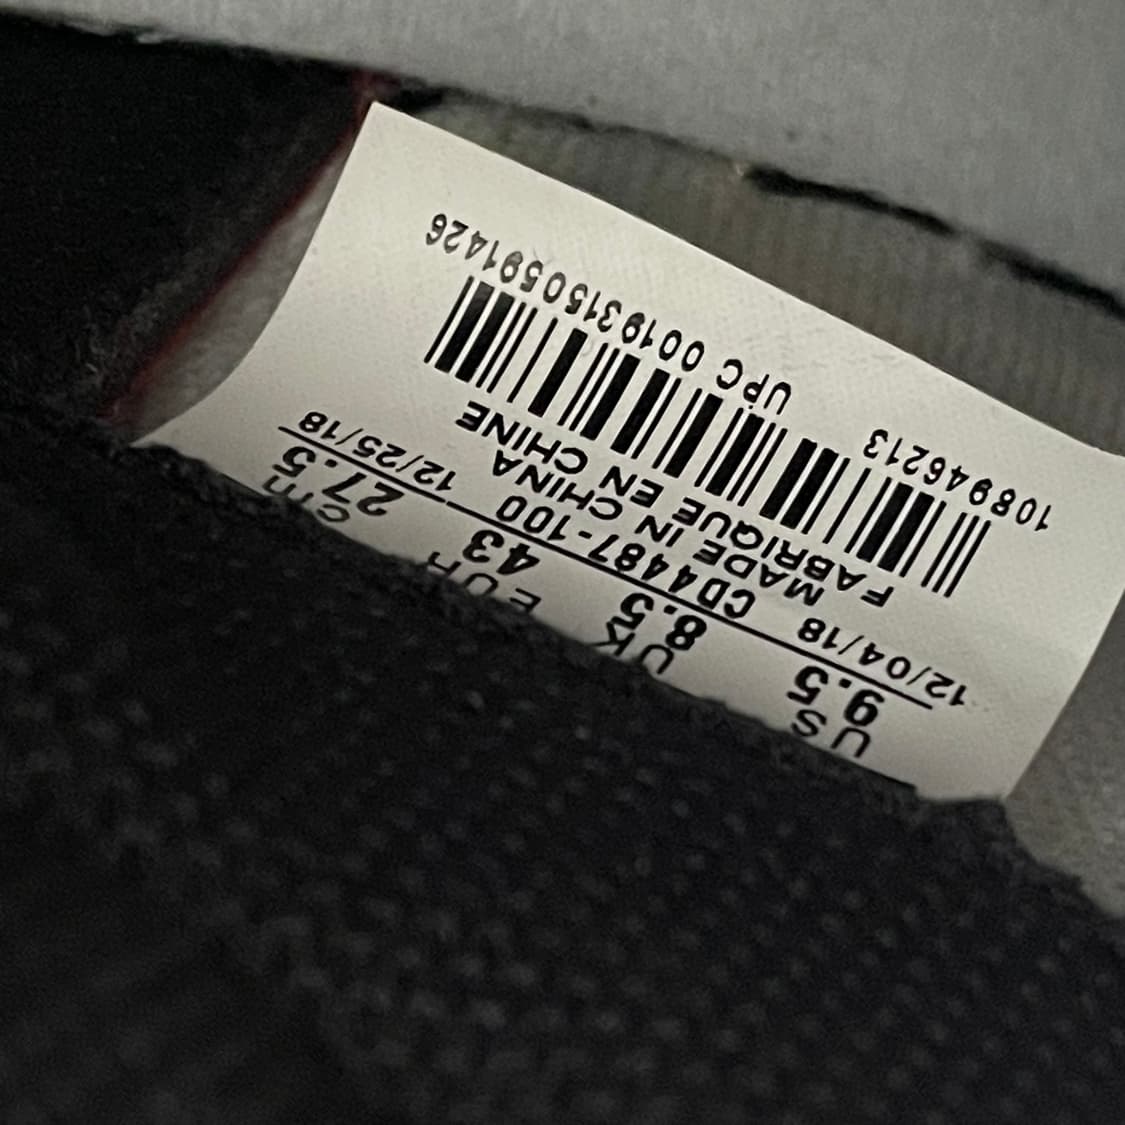 US UK EUR cm
9.5 8.5 43 27.5
12/04/18 CD4487-100 12/25/18
MADE IN CHINA
FABRIQUE EN CHINE
108946213
UPC 00193150591426